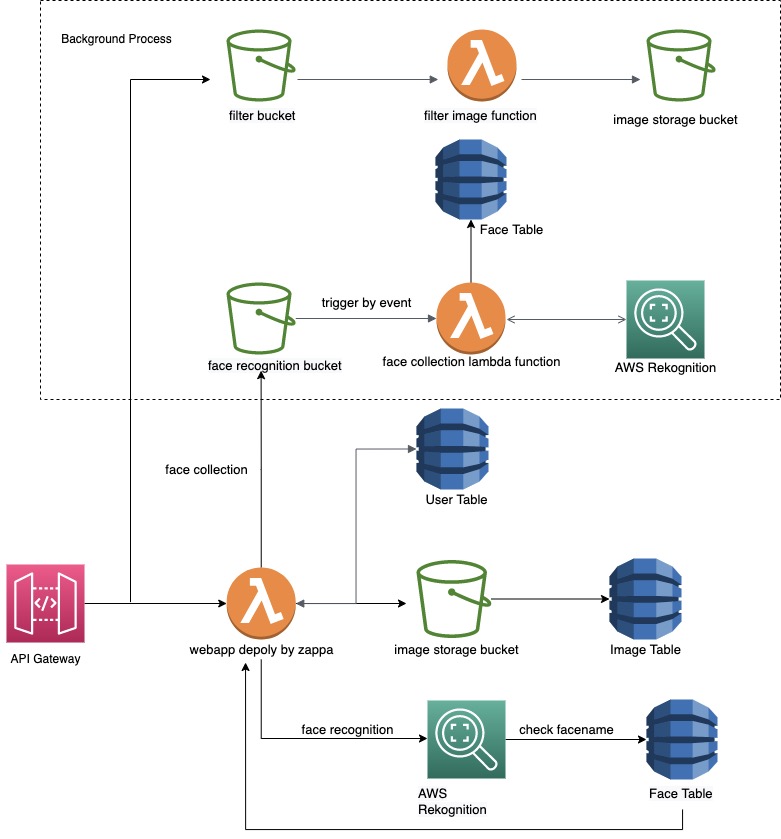 Background Process
filter bucket
filter image function
image storage bucket
Face Table
trigger by event
face recognition bucket
face collection lambda function
AWS Rekognition
face collection
User Table
API Gateway
webapp depoly by zappa
image storage bucket
Image Table
face recognition
check facename
AWS
Rekognition
Face Table